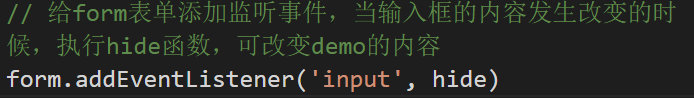 // 给form表单添加监听事件，当输入框的内容发生改变的时
候，执行hide函数，可改变demo的内容
form.addEventListener('input', hide)